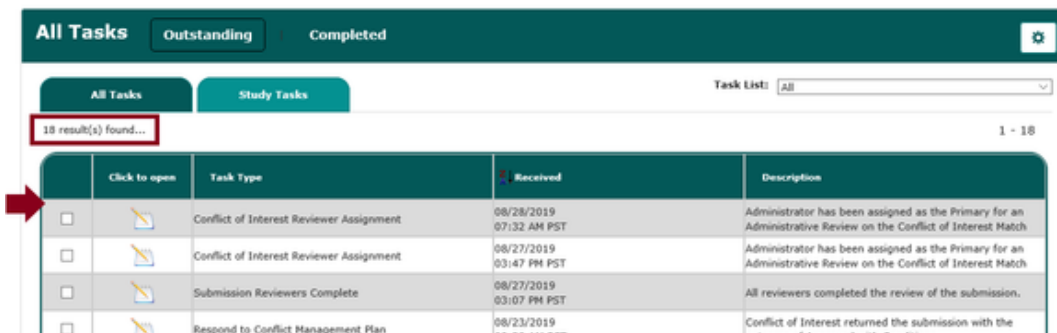 All Tasks Outstanding Completed
Task List: All
All Tasks Study Tasks
18 result(s) found...
1 - 18
Click to open Task Type Received Description
Conflict of Interest Reviewer Assignment
08/28/2019
07:32 AM PST
Administrator has been assigned as the Primary for an
Administrative Review on the Conflict of Interest Match
Conflict of Interest Reviewer Assignment
08/27/2019
03:47 PM PST
Administrator has been assigned as the Primary for an
Administrative Review on the Conflict of Interest Match
Submission Reviewers Complete
08/27/2019
03:07 PM PST
All reviewers completed the review of the submission.
Respond to Conflict Management Plan
08/23/2019
Conflict of Interest returned the submission with the